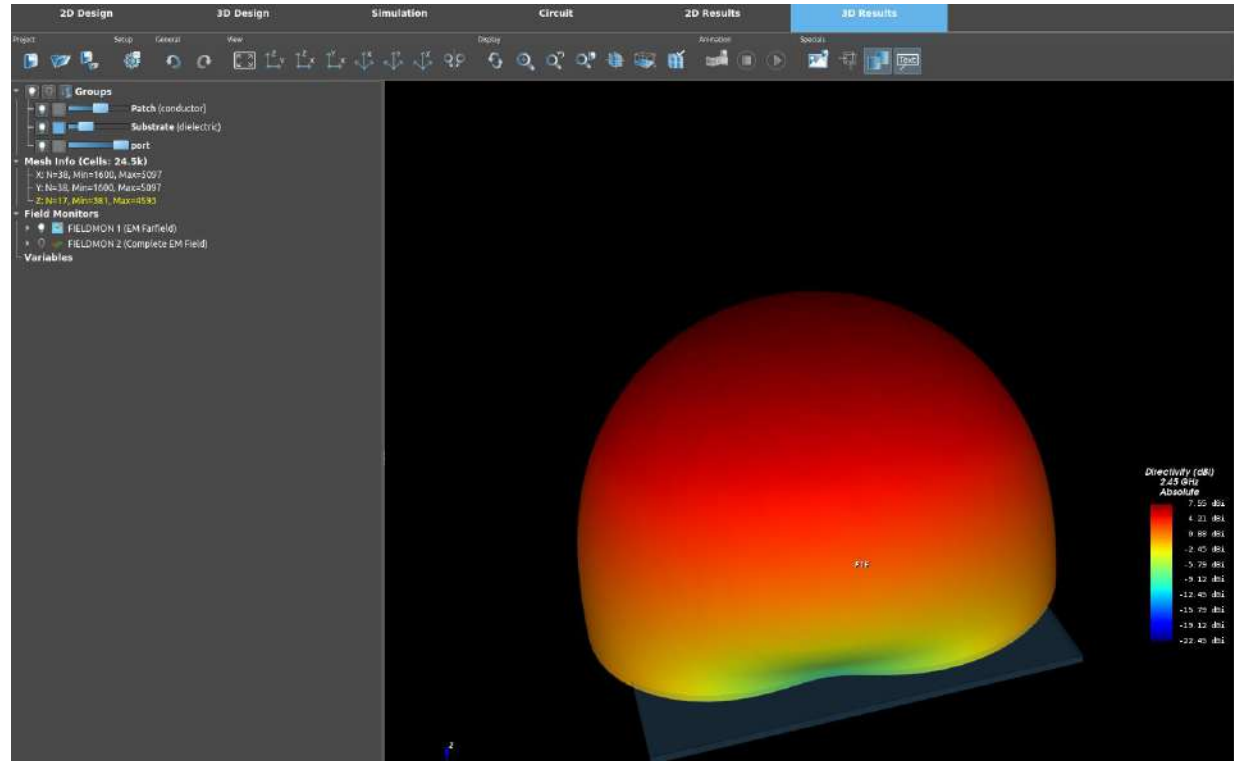 2D Design 3D Design Simulation Circuit 2D Results 3D Results
Project Setup General View Display Animation Specials
Text
Groups
Patch (conductor)
Substrate (dielectric)
port
Mesh Info (Cells: 24.5k)
X: N=38, Min=1600, Max=5097
Y: N=38, Min=1600, Max=5097
Z: N=17, Min=381, Max=4593
Field Monitors
FIELDMON 1 (EM Farfield)
FIELDMON 2 (Complete EM Field)
Variables
Directivity (dBi)
2.45 GHz
Absolute
7.55 dBi
4.21 dBi
0.88 dBi
-2.45 dBi
-5.79 dBi
-9.12 dBi
-12.45 dBi
-15.79 dBi
-19.12 dBi
-22.45 dBi
z